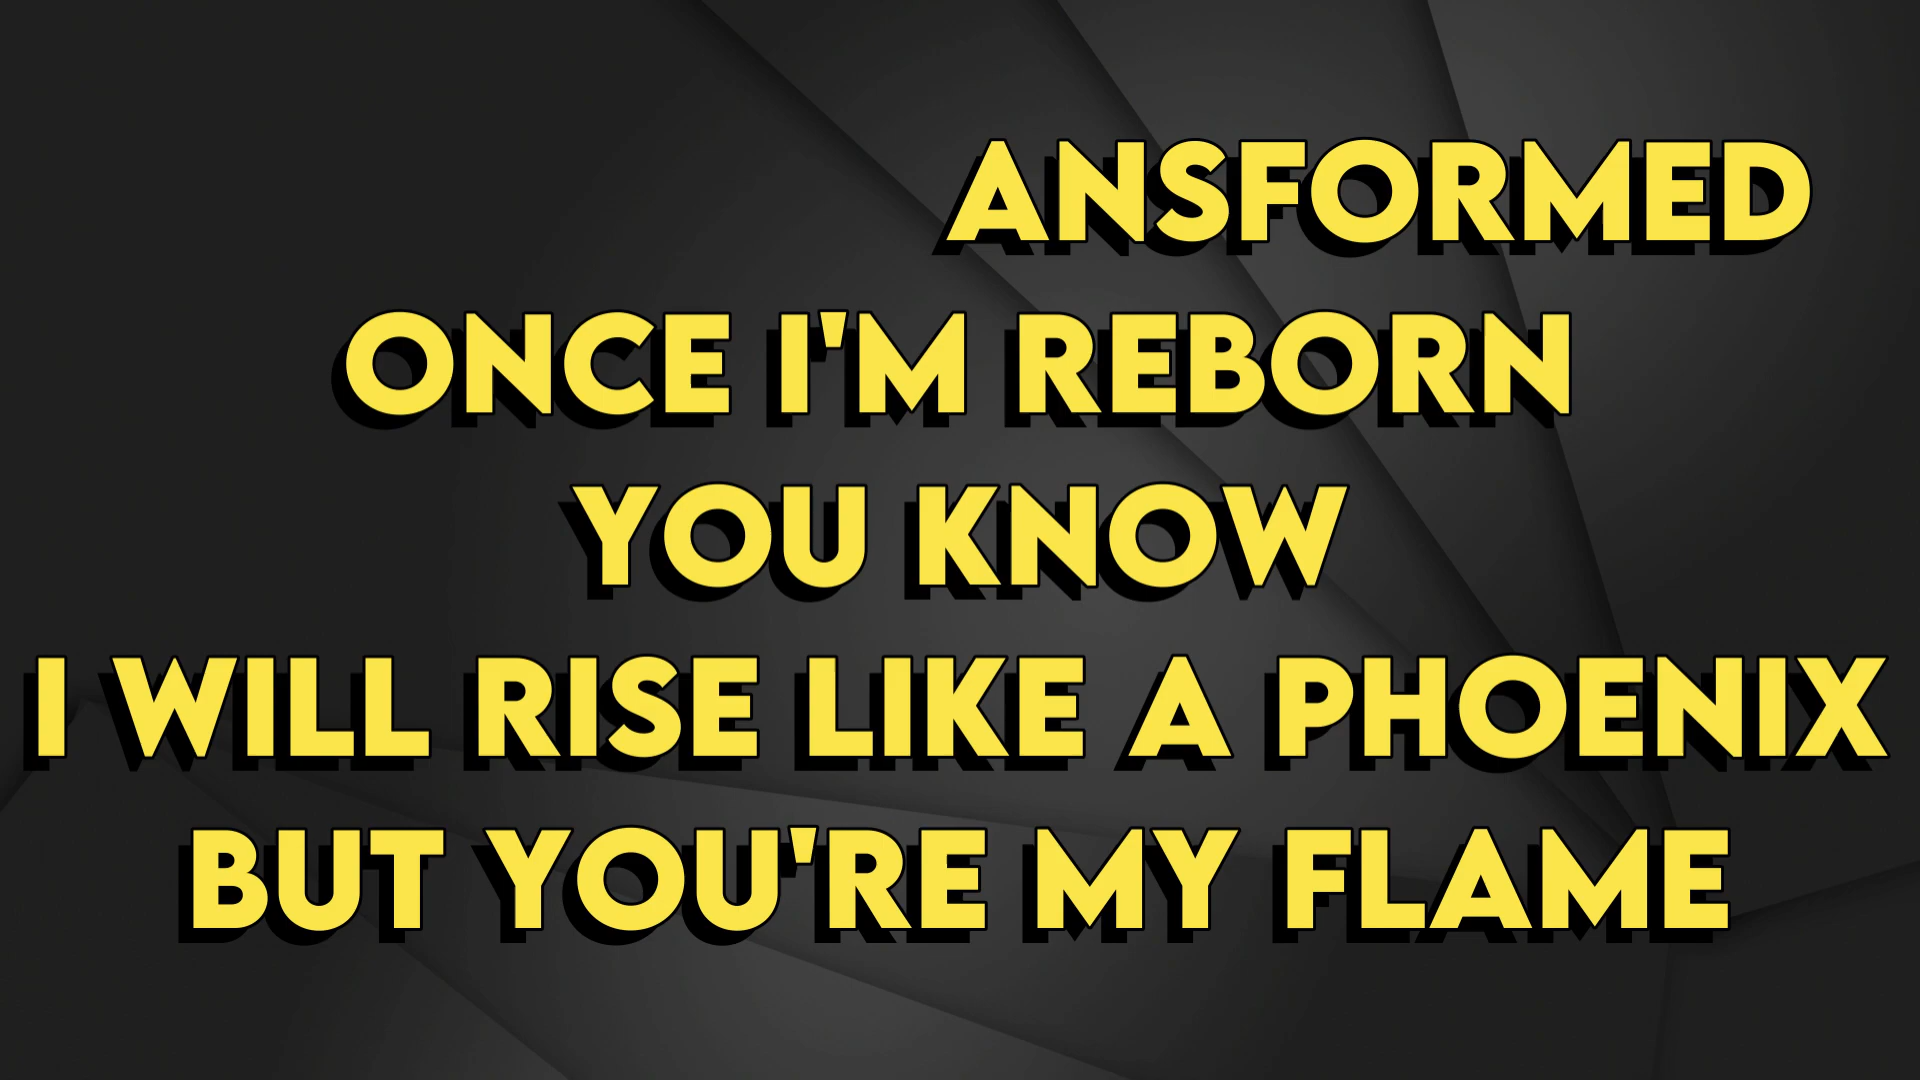 ANSFORMED
ONCE I'M REBORN
YOU KNOW
I WILL RISE LIKE A PHOENIX
BUT YOU'RE MY FLAME